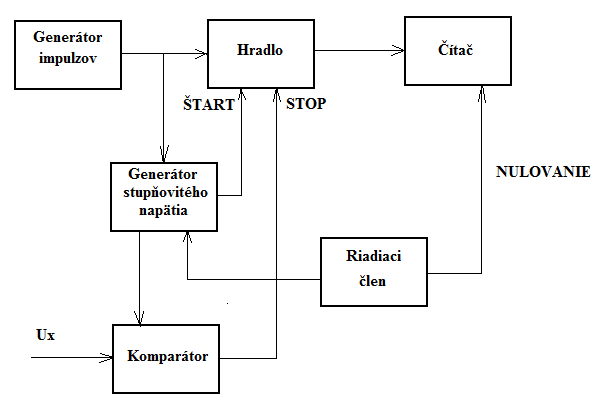 Generátor
impulzov
Hradlo
Čítač
ŠTART
STOP
Generátor
stupňovitého
napätia
NULOVANIE
Riadiaci
člen
Ux
Komparátor